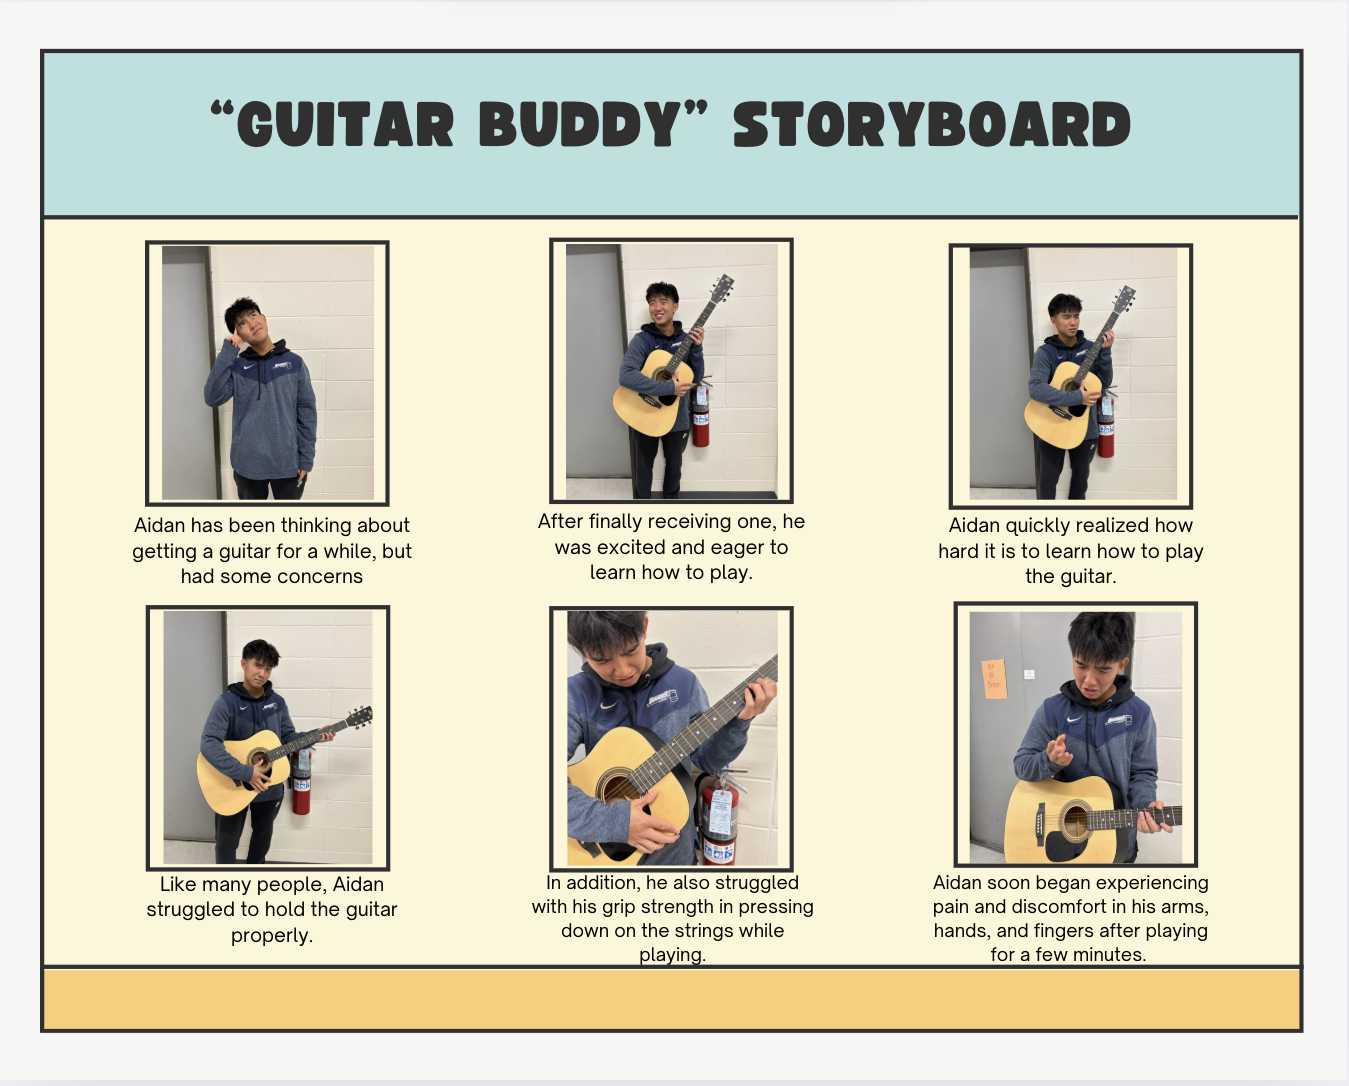 “GUITAR BUDDY” STORYBOARD
Aidan has been thinking about
getting a guitar for a while, but
had some concerns
After finally receiving one, he
was excited and eager to
learn how to play.
Aidan quickly realized how
hard it is to learn how to play
the guitar.
Like many people, Aidan
struggled to hold the guitar
properly.
In addition, he also struggled
with his grip strength in pressing
down on the strings while
playing.
Aidan soon began experiencing
pain and discomfort in his arms,
hands, and fingers after playing
for a few minutes.